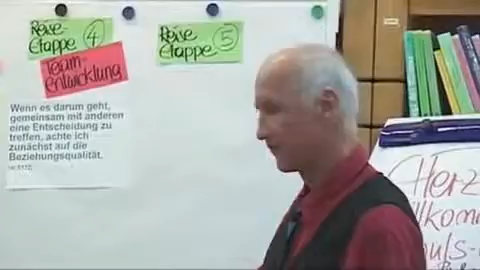 Reise-
Etappe 4
Team-
entwicklung
Wenn es darum geht,
gemeinsam mit anderen
eine Entscheidung zu
treffen, achte ich
zunächst auf die
Beziehungsqualität.
Reise
Etappe 5
Herz